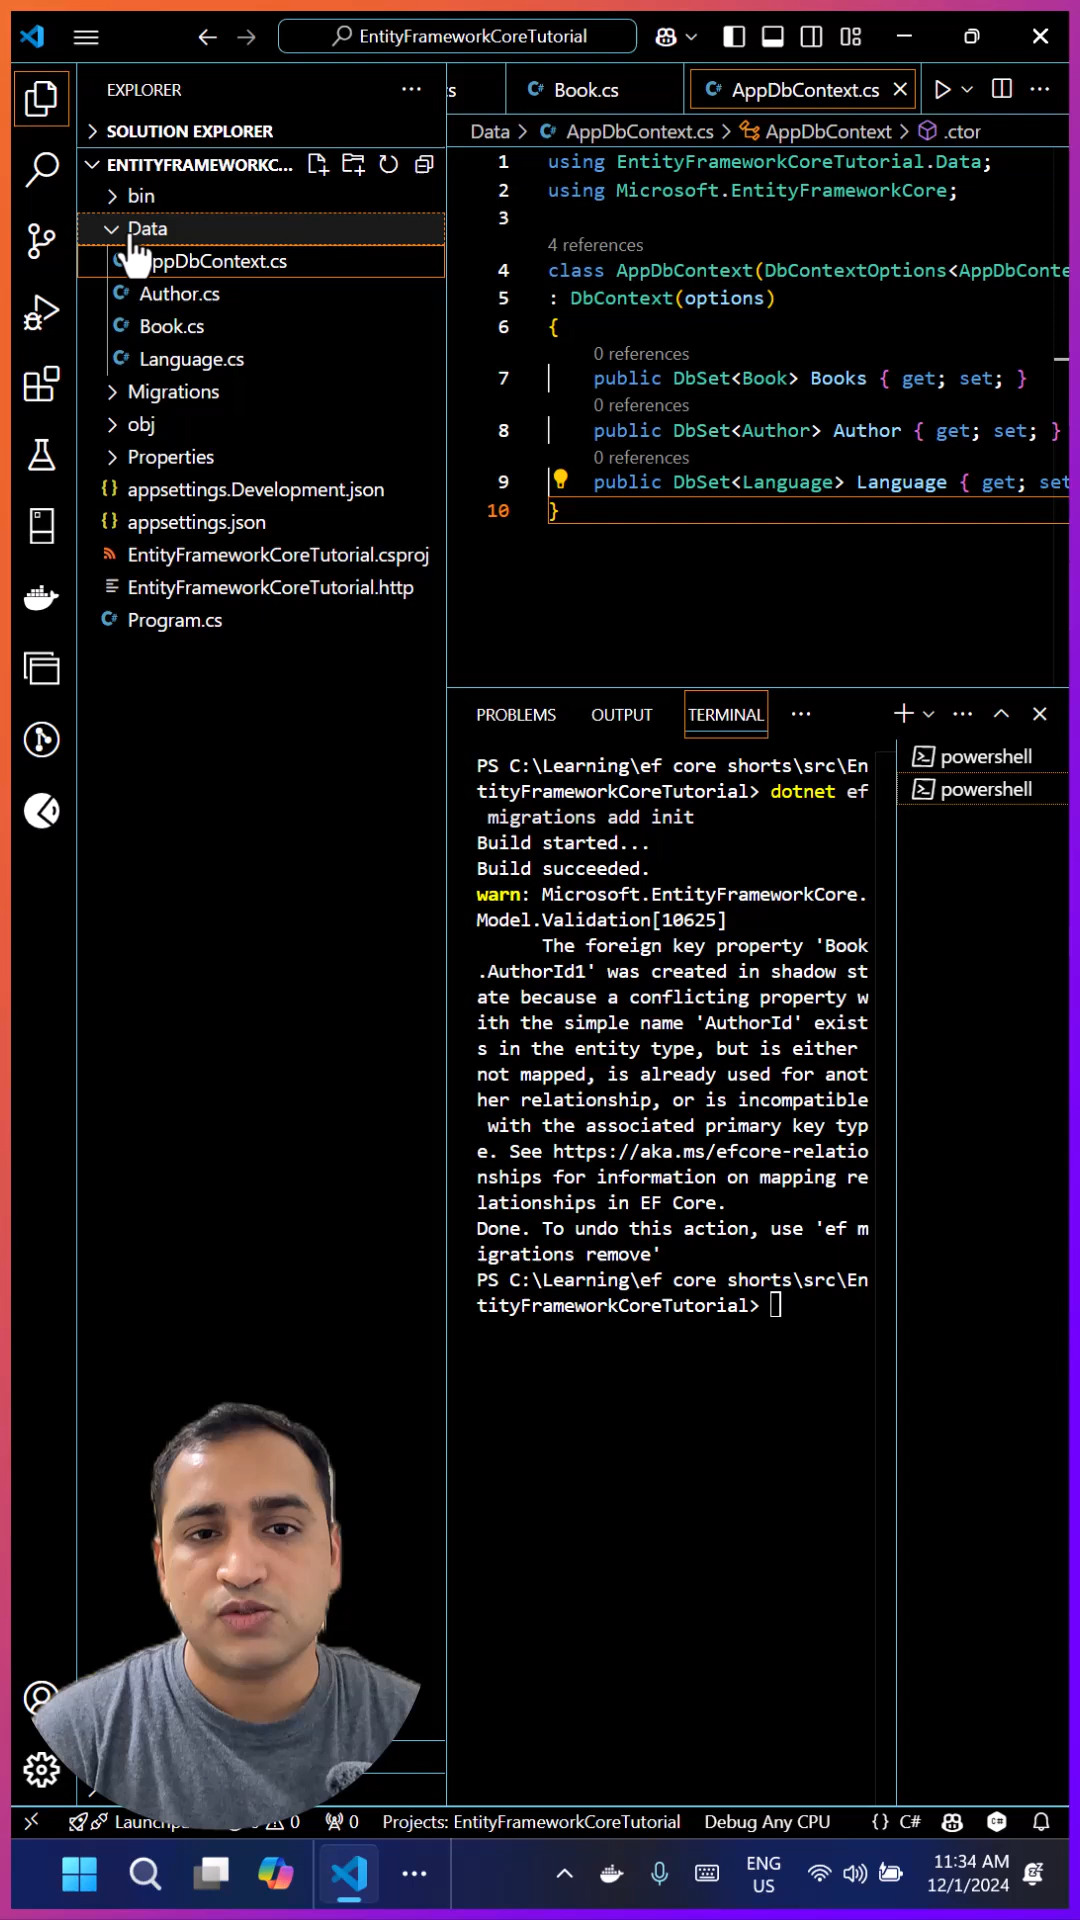 EntityFrameworkCoreTutorial
EXPLORER
SOLUTION EXPLORER
ENTITYFRAMEWORKC...
bin
Data
AppDbContext.cs
Author.cs
Book.cs
Language.cs
Migrations
obj
Properties
{} appsettings.Development.json
{} appsettings.json
EntityFrameworkCoreTutorial.csproj
EntityFrameworkCoreTutorial.http
C# Program.cs
Book.cs
AppDbContext.cs
Data > AppDbContext.cs > AppDbContext > .ctor
1 using EntityFrameworkCoreTutorial.Data;
2 using Microsoft.EntityFrameworkCore;
3
4 references
4 class AppDbContext(DbContextOptions<AppDbConte
5 : DbContext(options)
6 {
0 references
7 public DbSet<Book> Books { get; set; }
0 references
8 public DbSet<Author> Author { get; set; }
0 references
9 public DbSet<Language> Language { get; set
10 }
PROBLEMS OUTPUT TERMINAL
powershell
powershell
PS C:\Learning\ef core shorts\src\En
tityFrameworkCoreTutorial> dotnet ef
migrations add init
Build started...
Build succeeded.
warn: Microsoft.EntityFrameworkCore.
Model.Validation[10625]
The foreign key property 'Book
.AuthorId1' was created in shadow st
ate because a conflicting property w
ith the simple name 'AuthorId' exist
s in the entity type, but is either
not mapped, is already used for anot
her relationship, or is incompatible
with the associated primary key typ
e. See https://aka.ms/efcore-relatio
nships for information on mapping re
lationships in EF Core.
Done. To undo this action, use 'ef m
igrations remove'
PS C:\Learning\ef core shorts\src\En
tityFrameworkCoreTutorial>
0 0 Projects: EntityFrameworkCoreTutorial Debug Any CPU {} C#
ENG
US
11:34 AM
12/1/2024